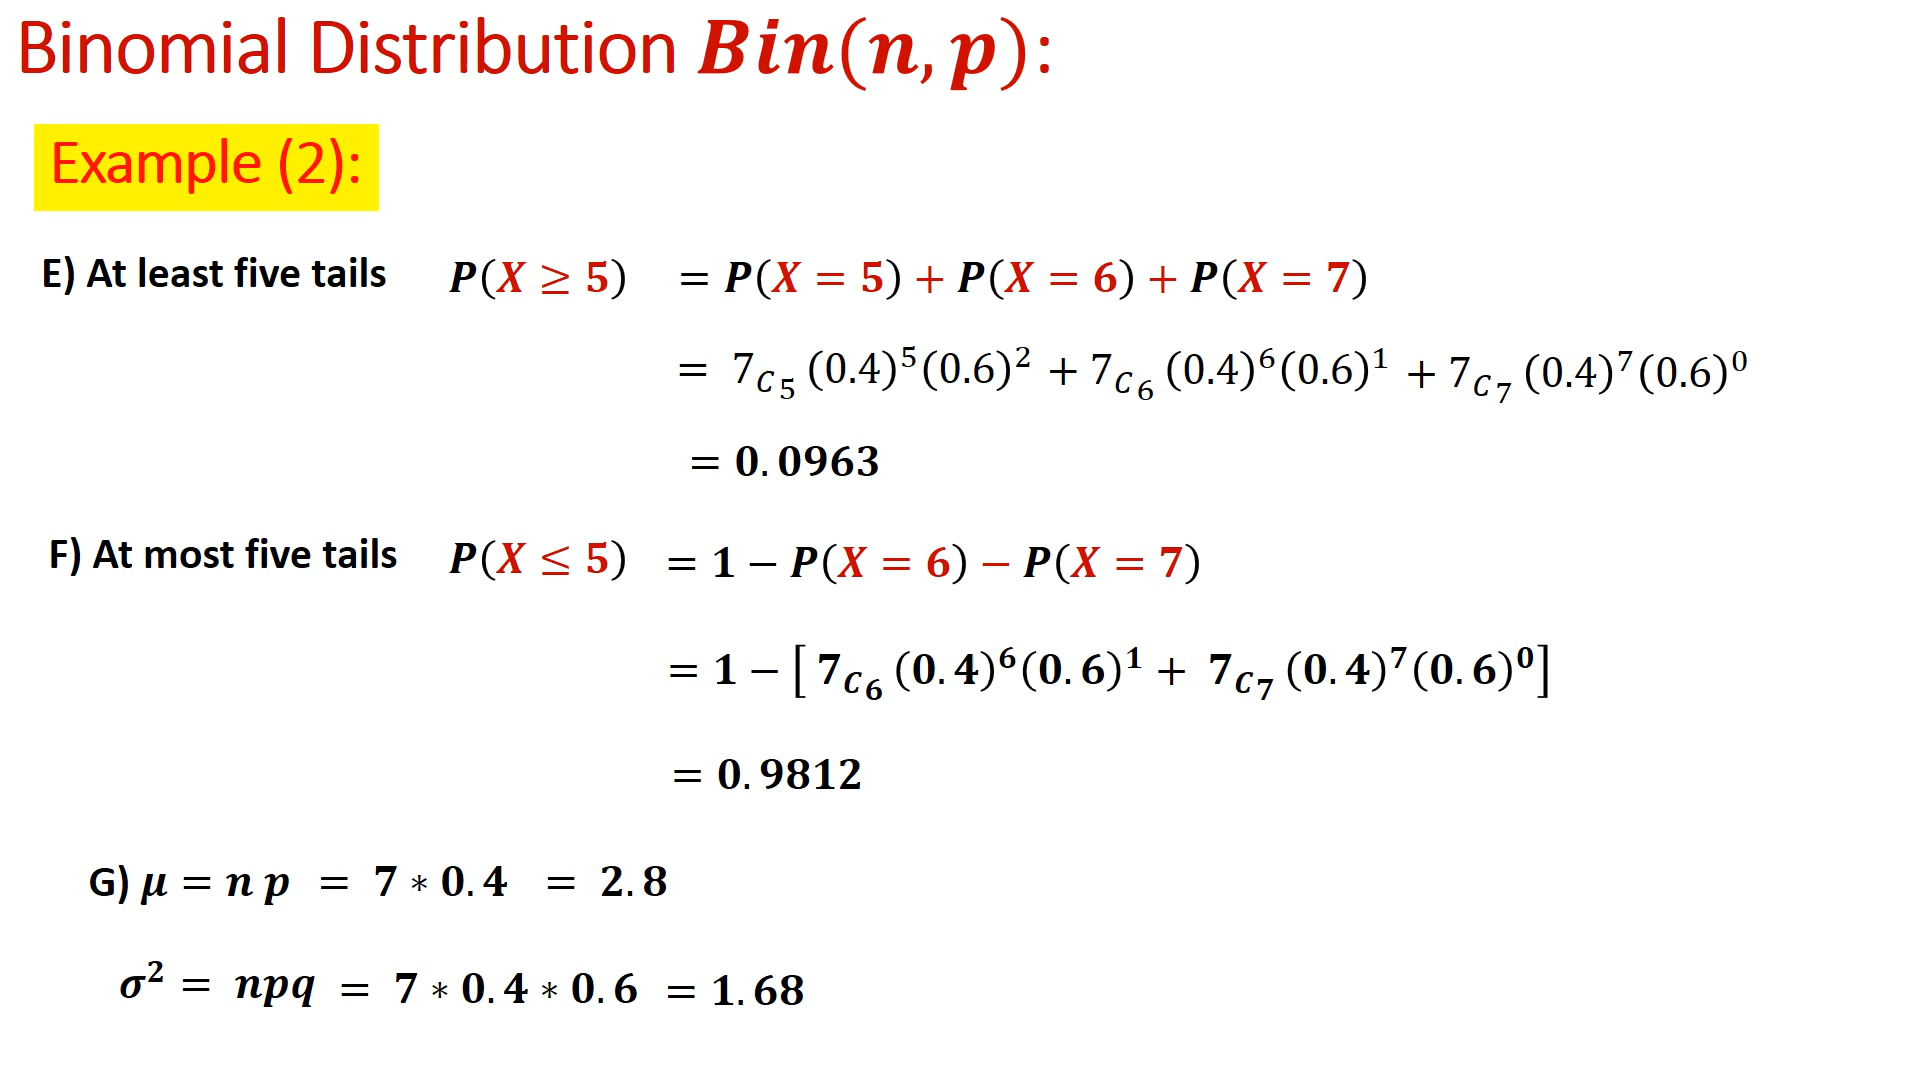 Binomial Distribution Bin(n, p):
Example (2):
E) At least five tails P(X ≥ 5) = P(X = 5) + P(X = 6) + P(X = 7)
= 7C₅ (0.4)⁵(0.6)² + 7C₆ (0.4)⁶(0.6)¹ + 7C₇ (0.4)⁷(0.6)⁰
= 0.0963
F) At most five tails P(X ≤ 5) = 1 − P(X = 6) − P(X = 7)
= 1 − [ 7C₆ (0.4)⁶(0.6)¹ + 7C₇ (0.4)⁷(0.6)⁰]
= 0.9812
G) μ = n p = 7 * 0.4 = 2.8
σ² = npq = 7 * 0.4 * 0.6 = 1.68